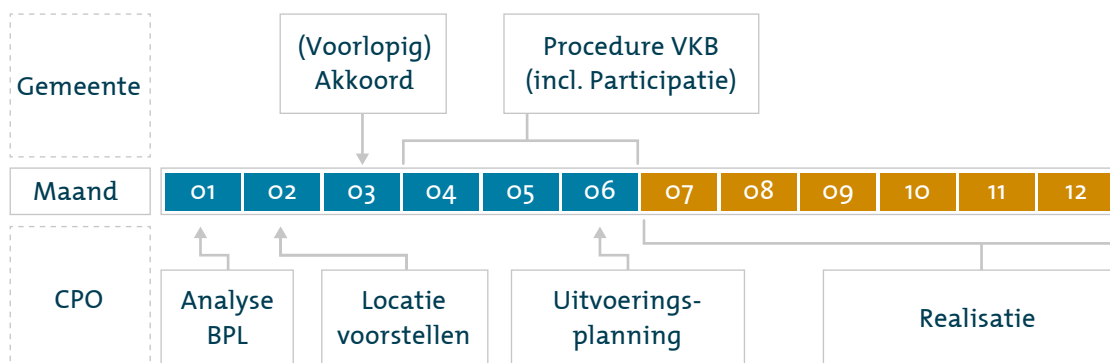 Gemeente
(Voorlopig)
Akkoord
Procedure VKB
(incl. Participatie)
Maand
01 02 03 04 05 06 07 08 09 10 11 12
CPO
Analyse
BPL
Locatie
voorstellen
Uitvoerings-
planning
Realisatie